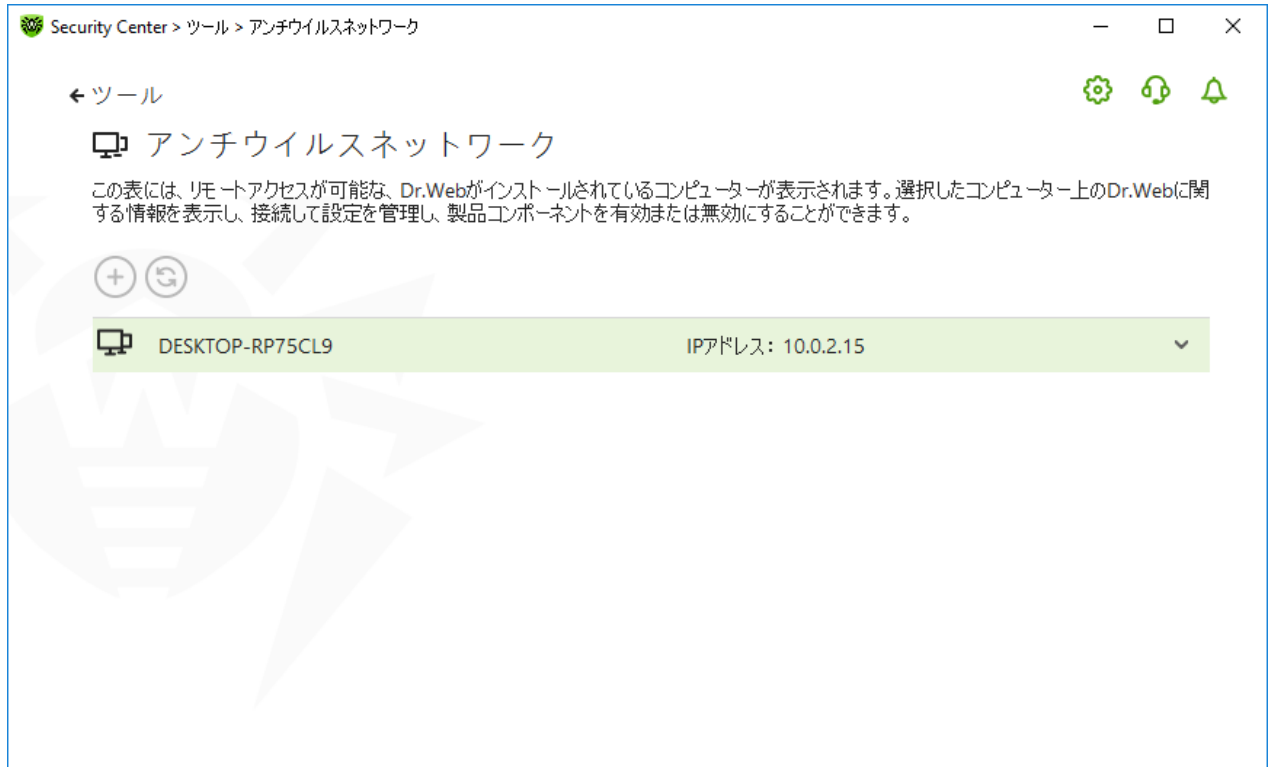 Security Center > ツール > アンチウイルスネットワーク
ツール
アンチウイルスネットワーク
この表には、リモートアクセスが可能な、Dr.Webがインストールされているコンピューターが表示されます。選択したコンピューター上のDr.Webに関
する情報を表示し、接続して設定を管理し、製品コンポーネントを有効または無効にすることができます。
DESKTOP-RP75CL9 IPアドレス： 10.0.2.15